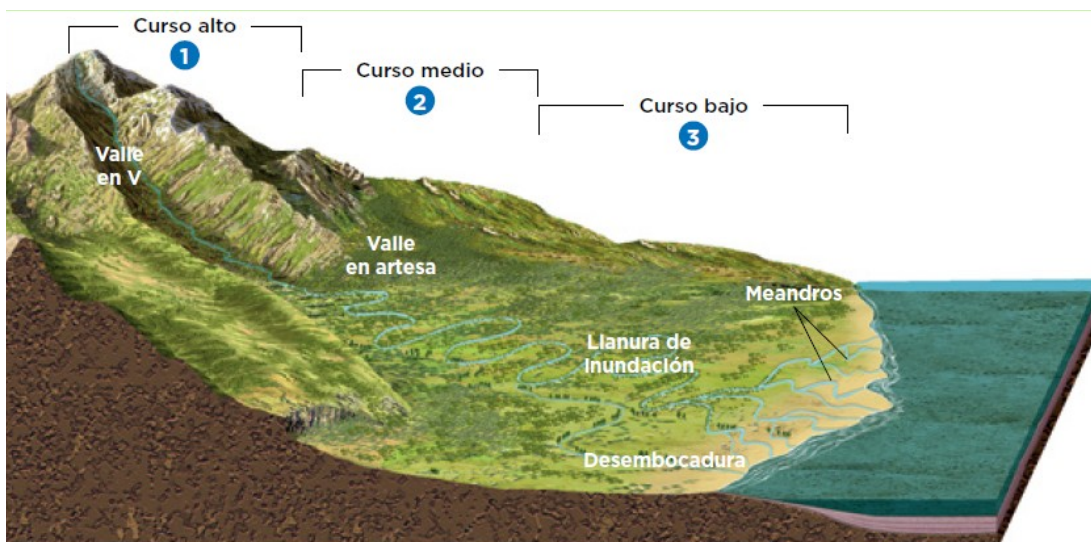 Curso alto
1
Curso medio
2
Curso bajo
3
Valle
en V
Valle
en artesa
Meandros
Llanura de
inundación
Desembocadura